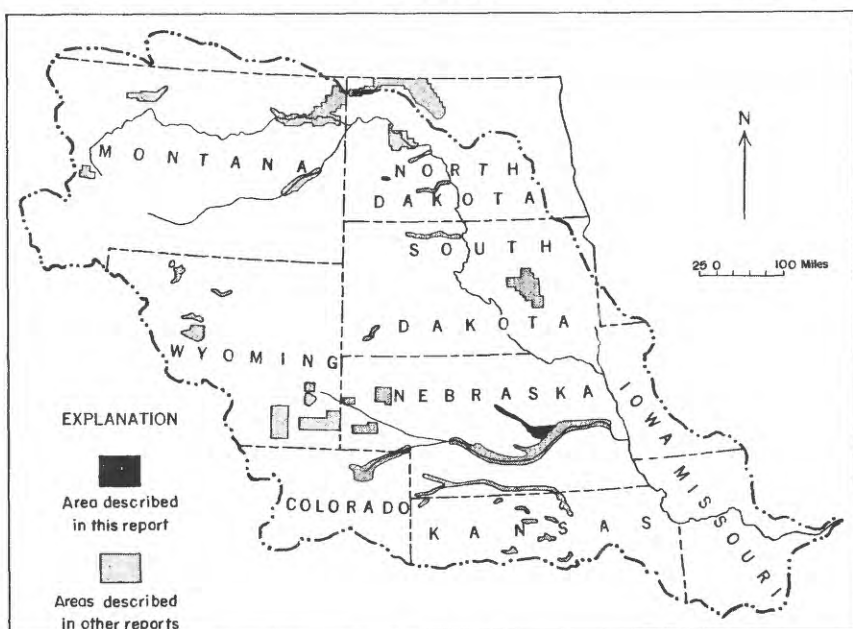 MONTANA
NORTH
DAKOTA
N
SOUTH
DAKOTA
25 0 100 Miles
WYOMING
NEBRASKA
IOWA
EXPLANATION
Area described
in this report
COLORADO
KANSAS
MISSOURI
Areas described
in other reports